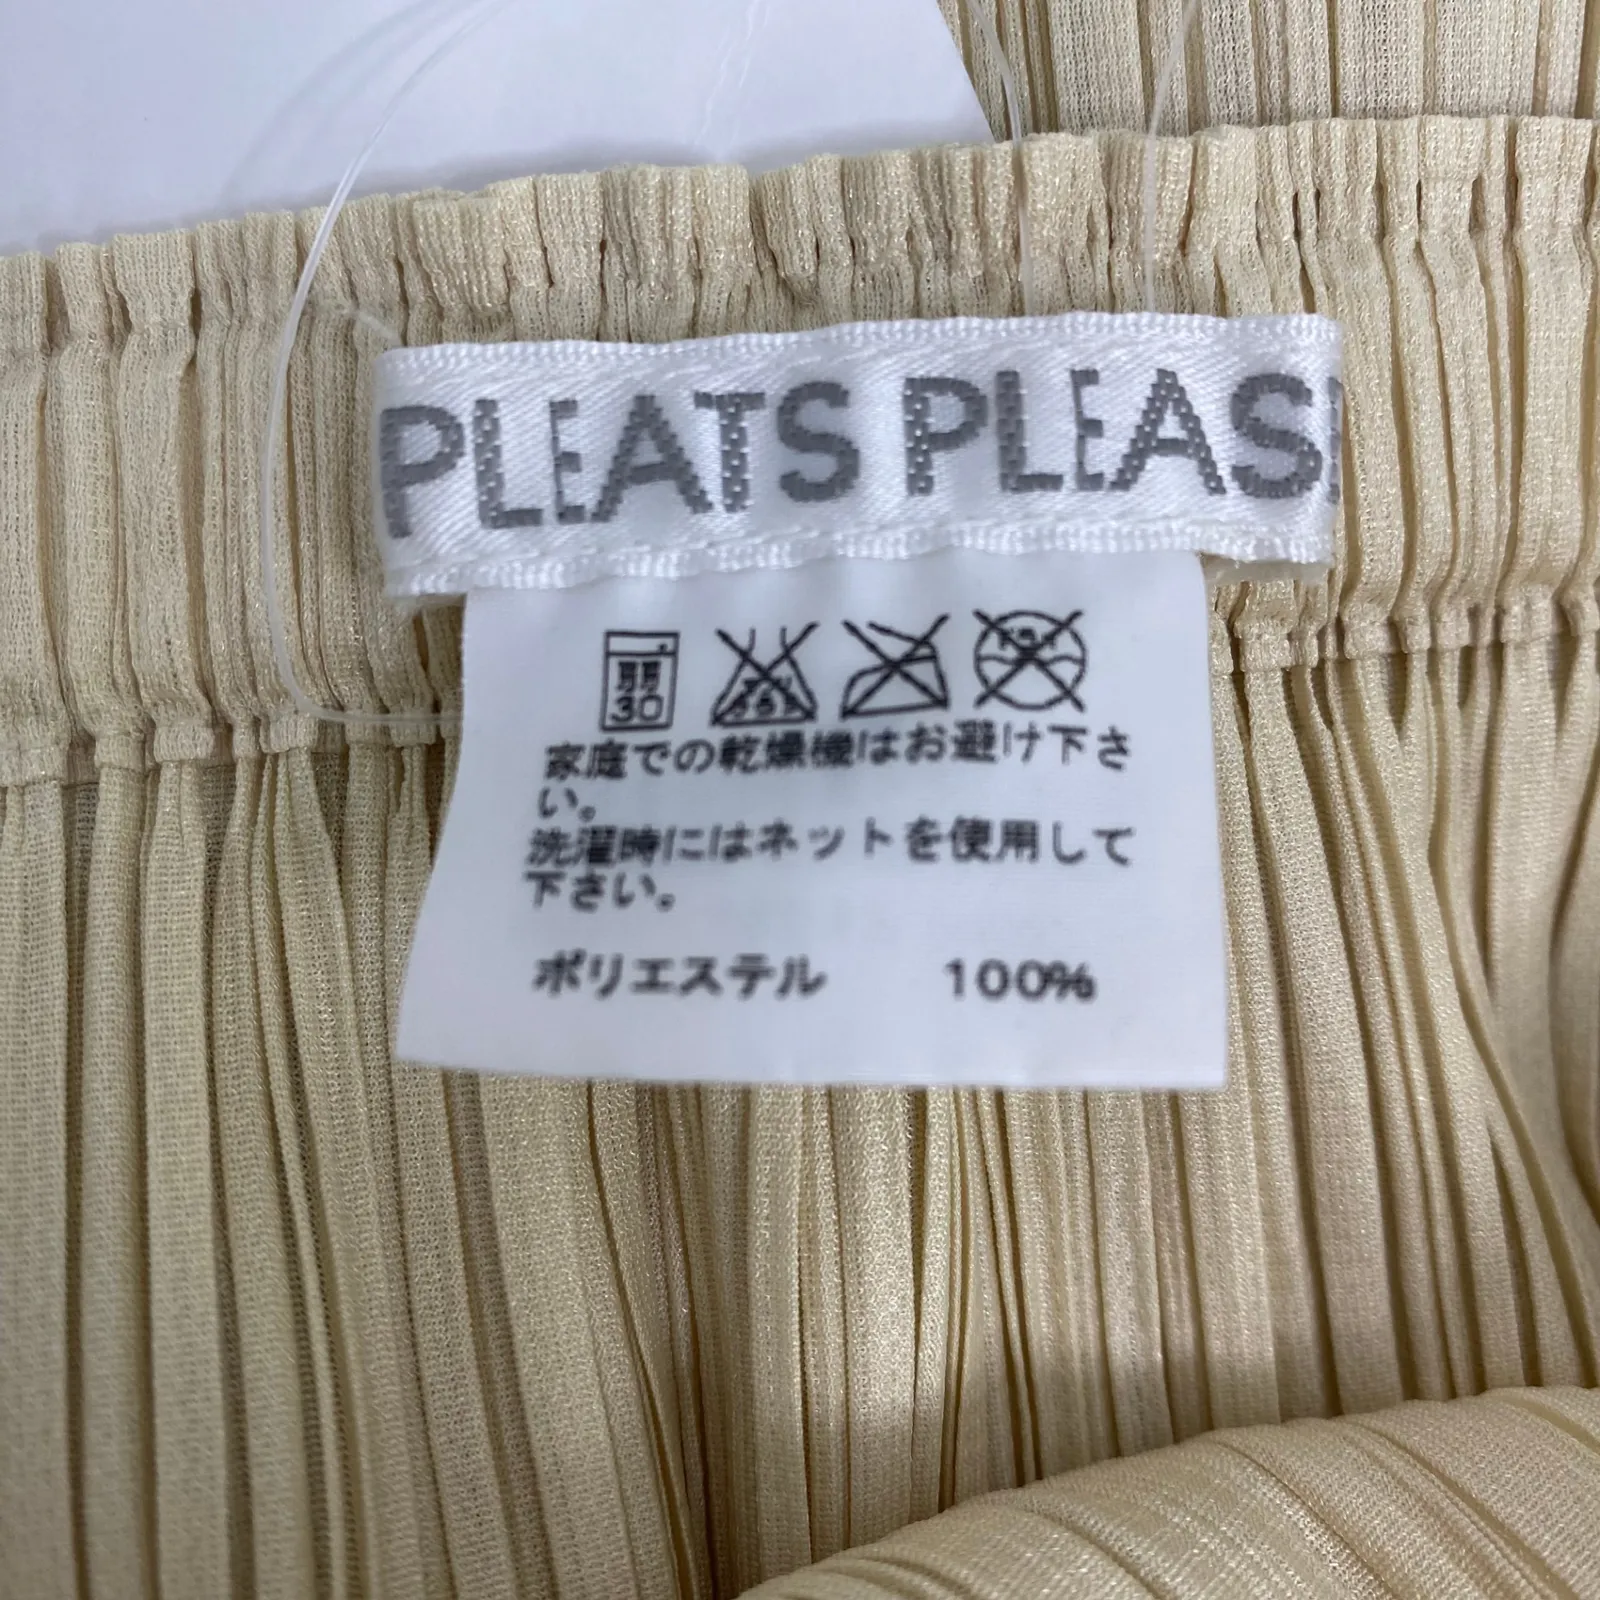 PLEATS PLEAS
弱
30
家庭での乾燥機はお避け下さ
い。
洗濯時にはネットを使用して
下さい。
ポリエステル 100%